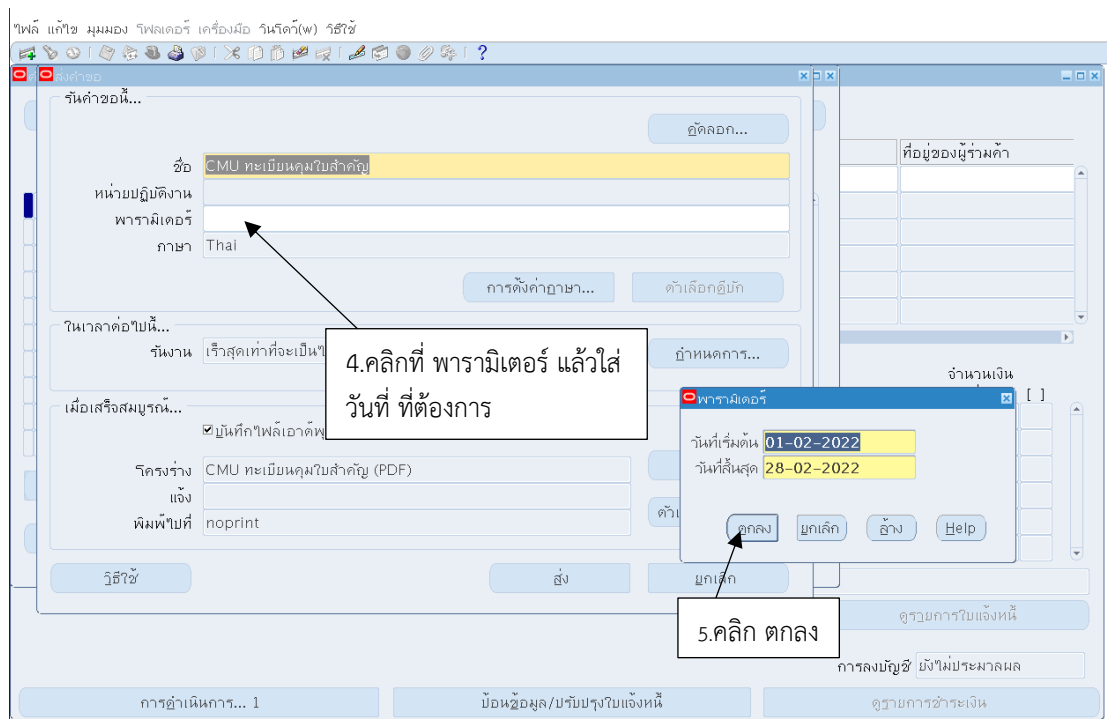 ไฟล์ แก้ไข มุมมอง โฟลเดอร์ เครื่องมือ วินโดว์(w) วิธีใช้
ส่งคำขอ
รันคำขอนี้...
คัดลอก...
ชื่อ CMU ทะเบียนคุมใบสำคัญ
หน่วยปฏิบัติงาน
พารามิเตอร์
ภาษา Thai
การตั้งค่าภาษา... ตัวเลือกดีบัก
ที่อยู่ของผู้ร่วมค้า
ในเวลาต่อไปนี้...
รันงาน เร็วสุดเท่าที่จะเป็นไ
กำหนดการ...
4.คลิกที่ พารามิเตอร์ แล้วใส่
วันที่ ที่ต้องการ
จำนวนเงิน
[ ]
เมื่อเสร็จสมบูรณ์...
บันทึกไฟล์เอาต์พุ
โครงร่าง CMU ทะเบียนคุมใบสำคัญ (PDF)
แจ้ง
พิมพ์ไปที่ noprint
พารามิเตอร์
วันที่เริ่มต้น 01-02-2022
วันที่สิ้นสุด 28-02-2022
ตกลง ยกเลิก ล้าง Help
วิธีใช้ ส่ง ยกเลิก
5.คลิก ตกลง
ดูรายการใบแจ้งหนี้
การลงบัญชี ยังไม่ประมวลผล
การดำเนินการ... 1 ป้อนข้อมูล/ปรับปรุงใบแจ้งหนี้ ดูรายการชำระเงิน